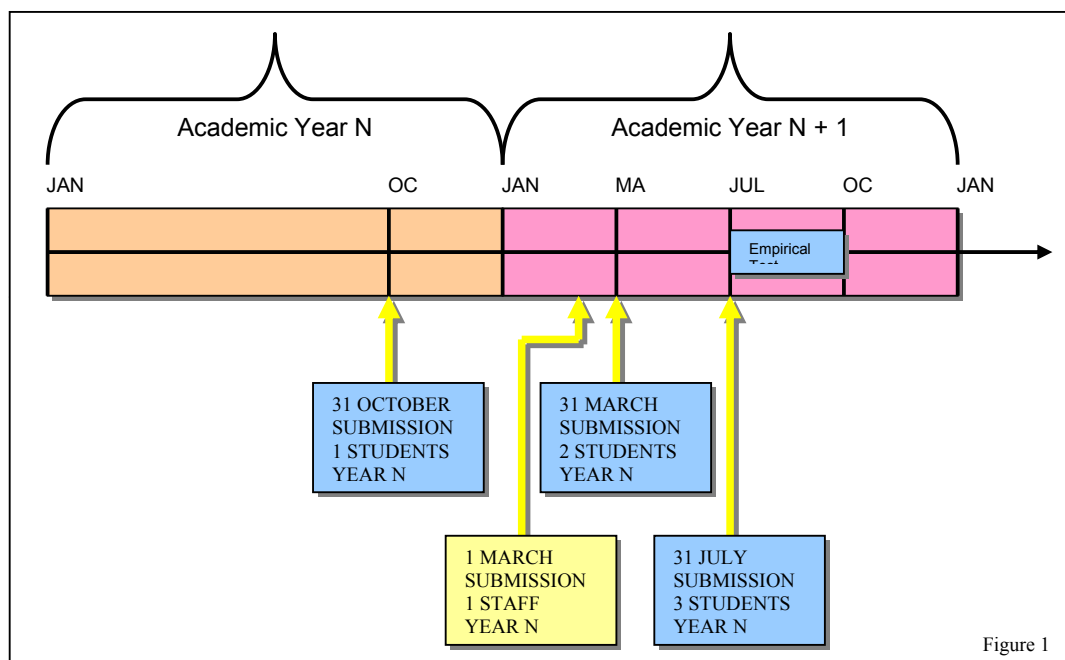 Academic Year N
Academic Year N + 1
JAN
OC
JAN
MA
JUL
OC
JAN
Empirical
31 OCTOBER
SUBMISSION
1 STUDENTS
YEAR N
31 MARCH
SUBMISSION
2 STUDENTS
YEAR N
1 MARCH
SUBMISSION
1 STAFF
YEAR N
31 JULY
SUBMISSION
3 STUDENTS
YEAR N
Figure 1